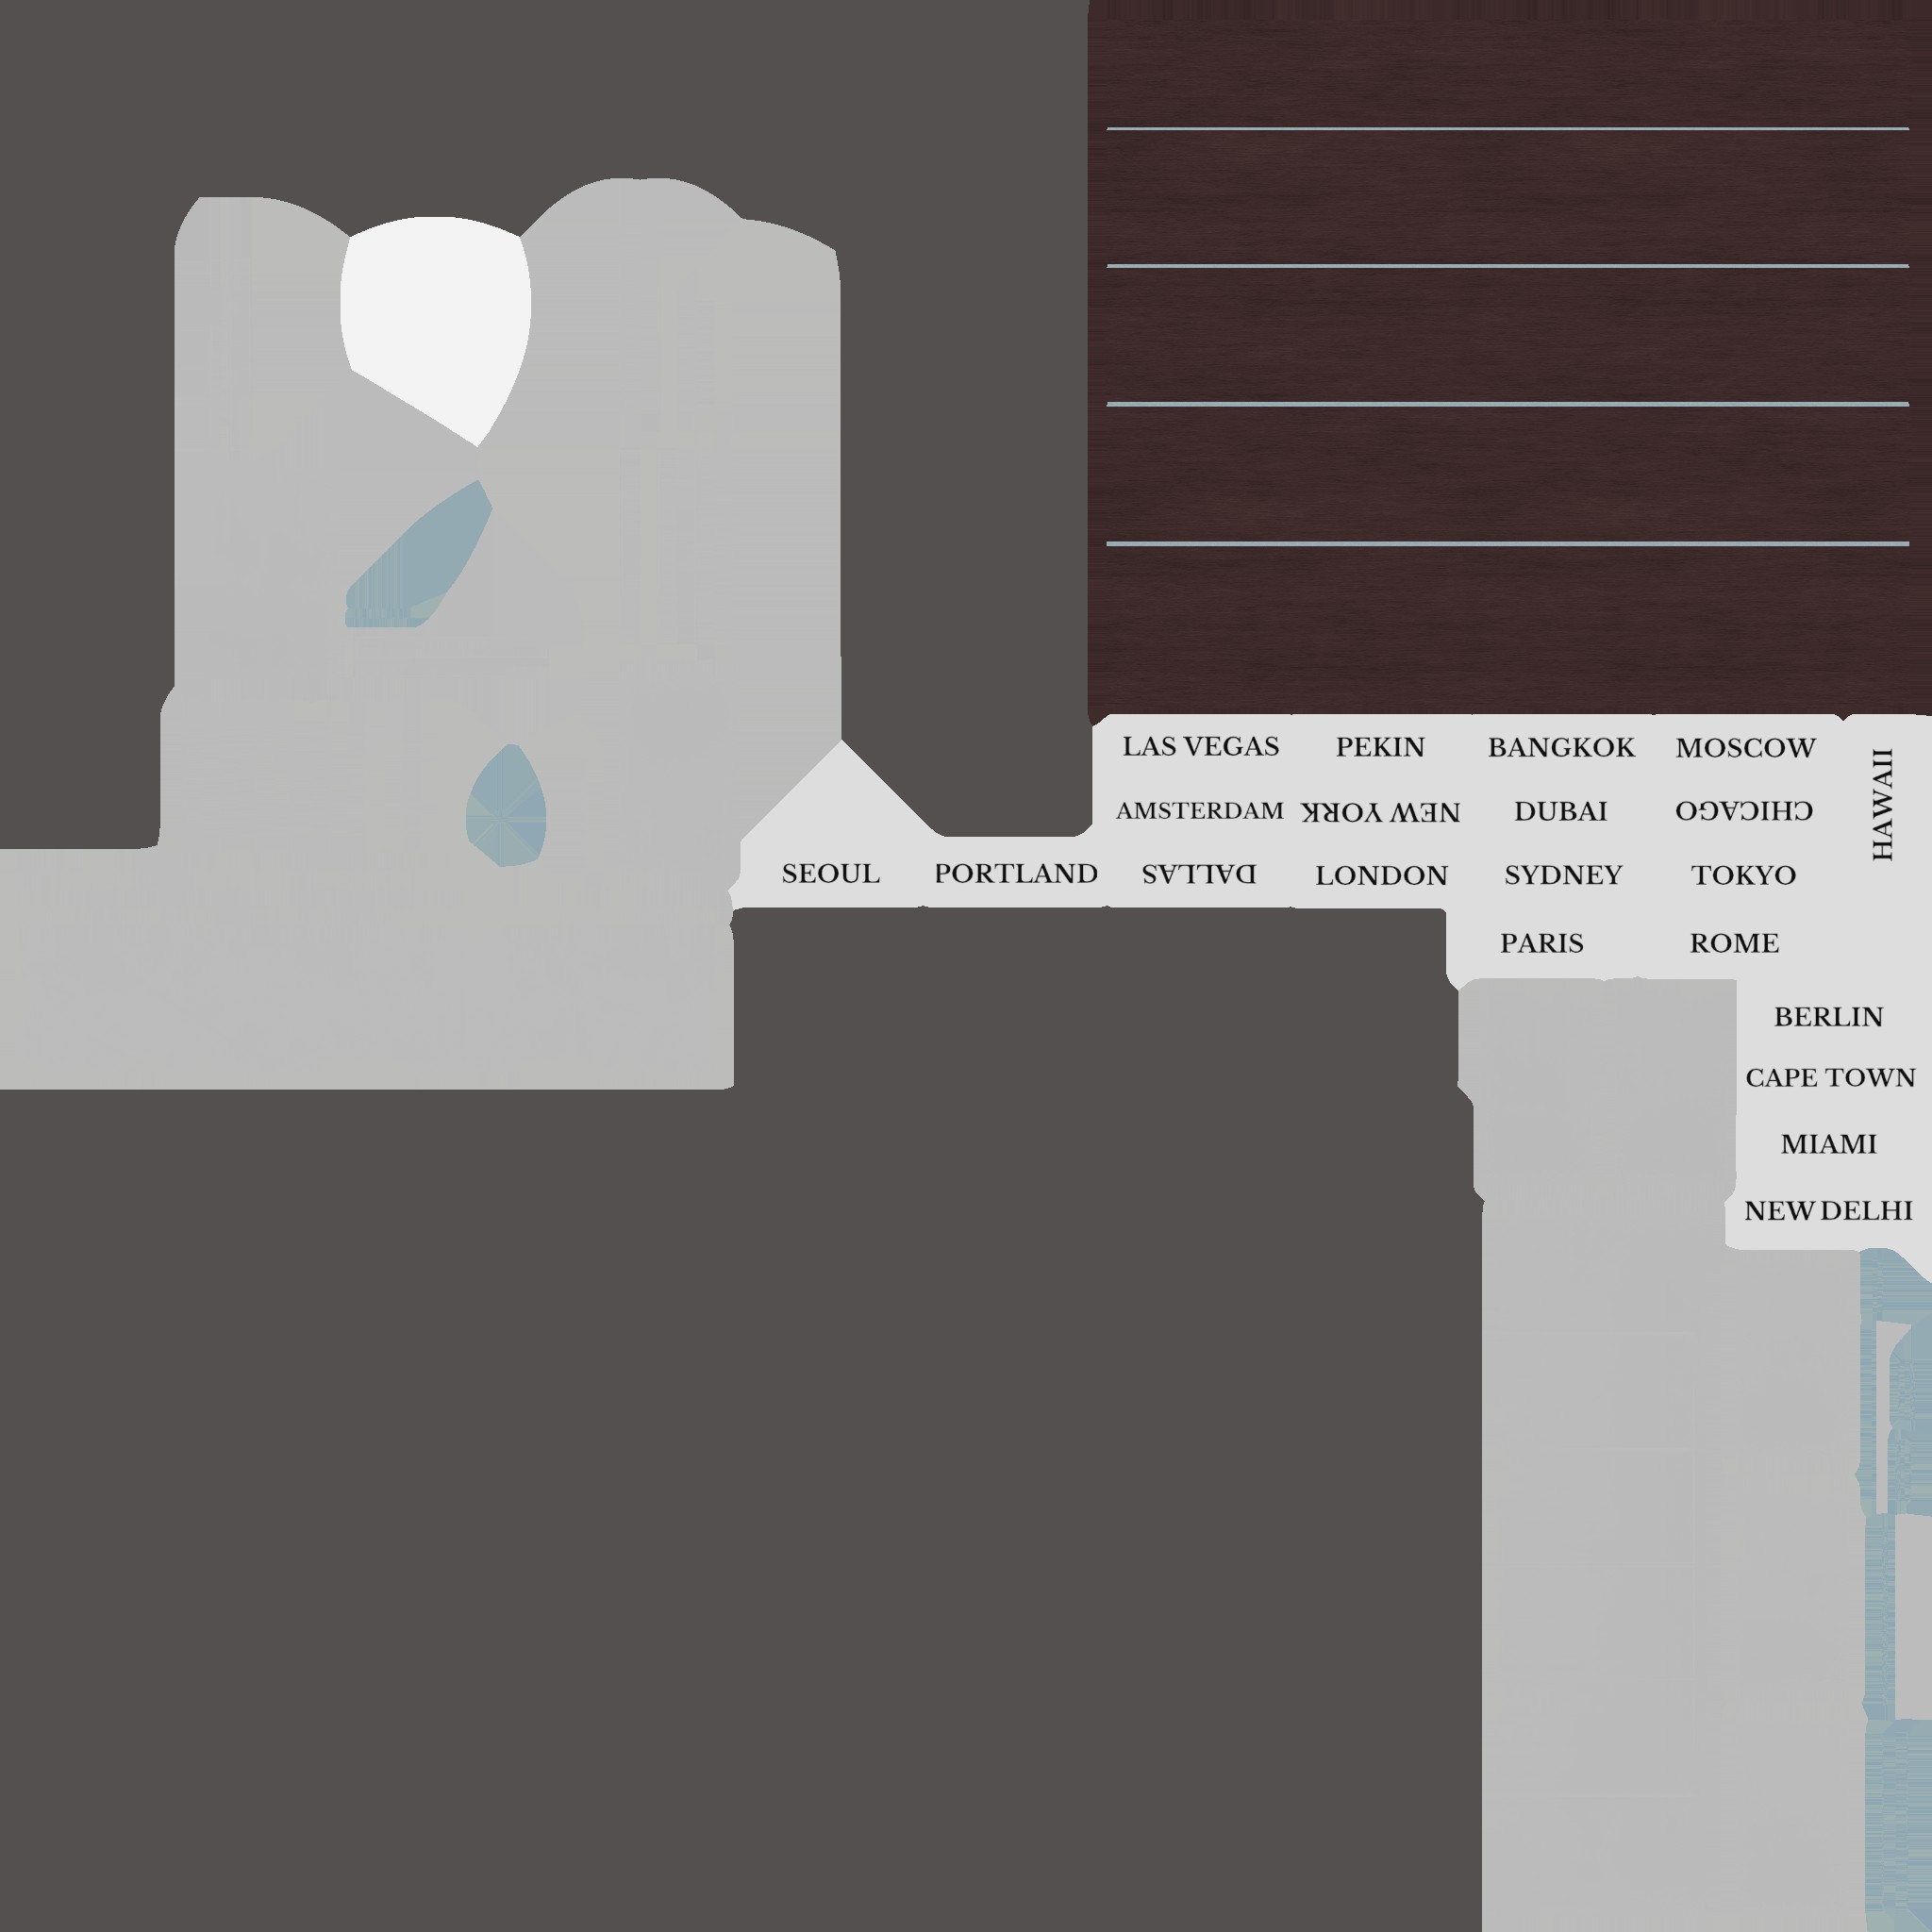 LAS VEGAS PEKIN BANGKOK MOSCOW
HAWAII
AMSTERDAM NEW YORK DUBAI CHICAGO
SEOUL PORTLAND DALLAS LONDON SYDNEY TOKYO
PARIS ROME
BERLIN
CAPE TOWN
MIAMI
NEW DELHI